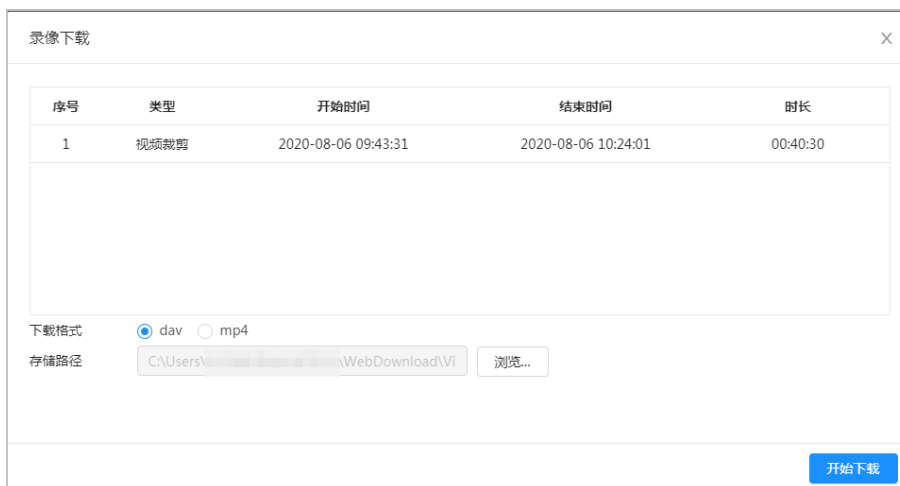 录像下载
序号 类型 开始时间 结束时间 时长
1 视频裁剪 2020-08-06 09:43:31 2020-08-06 10:24:01 00:40:30
下载格式 dav mp4
存储路径 C:\Users\ \WebDownload\Vi 浏览...
开始下载